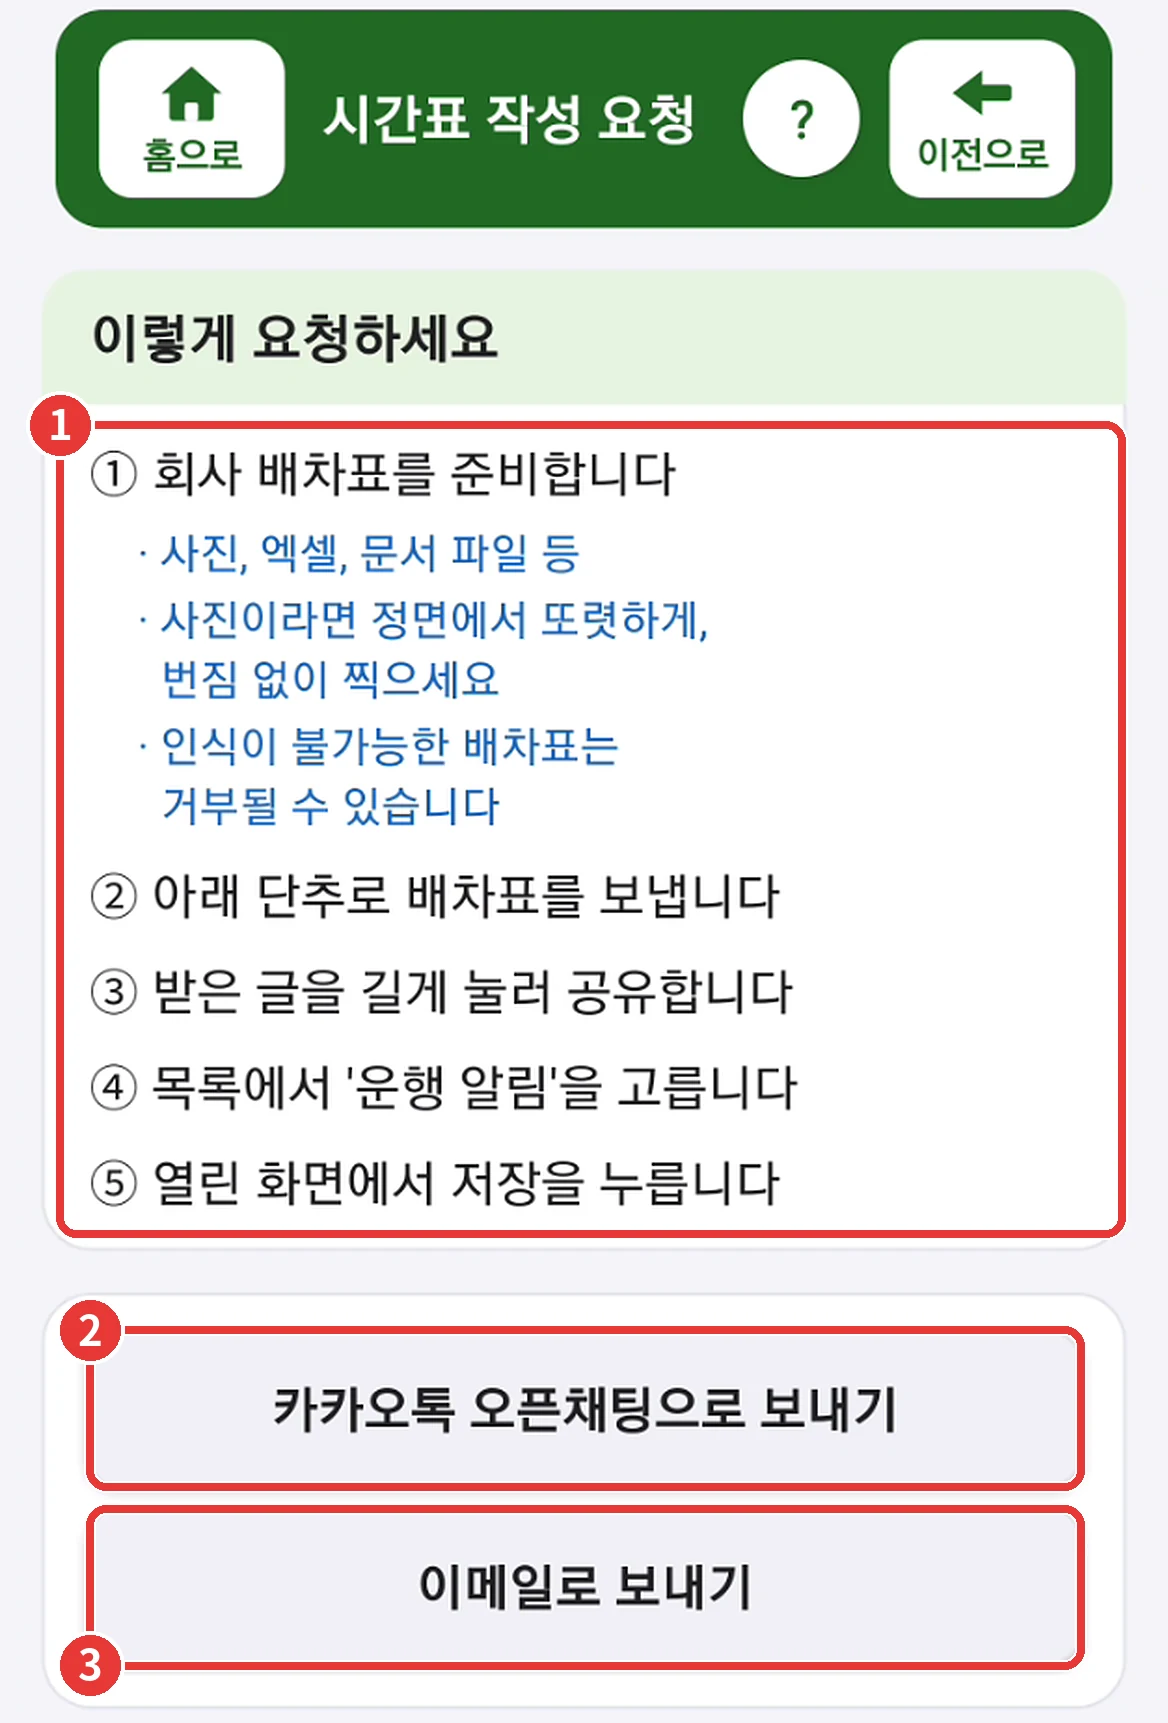 홈으로
시간표 작성 요청
?
이전으로
이렇게 요청하세요
1
① 회사 배차표를 준비합니다
· 사진, 엑셀, 문서 파일 등
· 사진이라면 정면에서 또렷하게,
번짐 없이 찍으세요
· 인식이 불가능한 배차표는
거부될 수 있습니다
② 아래 단추로 배차표를 보냅니다
③ 받은 글을 길게 눌러 공유합니다
④ 목록에서 '운행 알림'을 고릅니다
⑤ 열린 화면에서 저장을 누릅니다
2
카카오톡 오픈채팅으로 보내기
이메일로 보내기
3